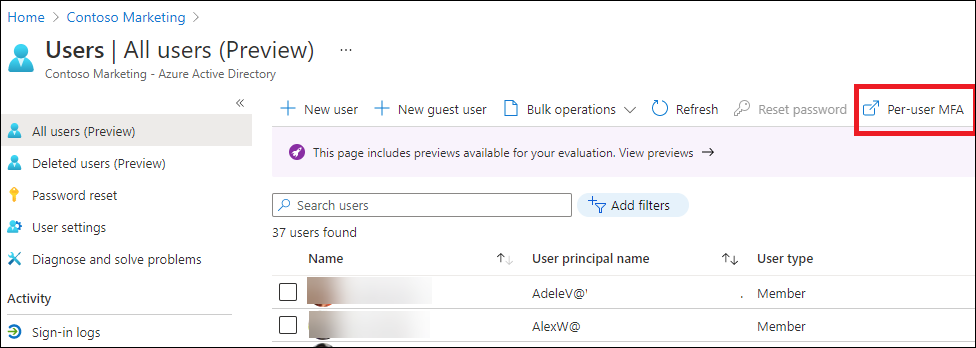 Home > Contoso Marketing >
Users | All users (Preview) ...
Contoso Marketing - Azure Active Directory
«
All users (Preview)
Deleted users (Preview)
Password reset
User settings
Diagnose and solve problems
Activity
Sign-in logs
+ New user + New guest user Bulk operations Refresh Reset password Per-user MFA
This page includes previews available for your evaluation. View previews →
Search users Add filters
37 users found
Name ↑↓ User principal name ↑↓ User type
AdeleV@' . Member
AlexW@ Member